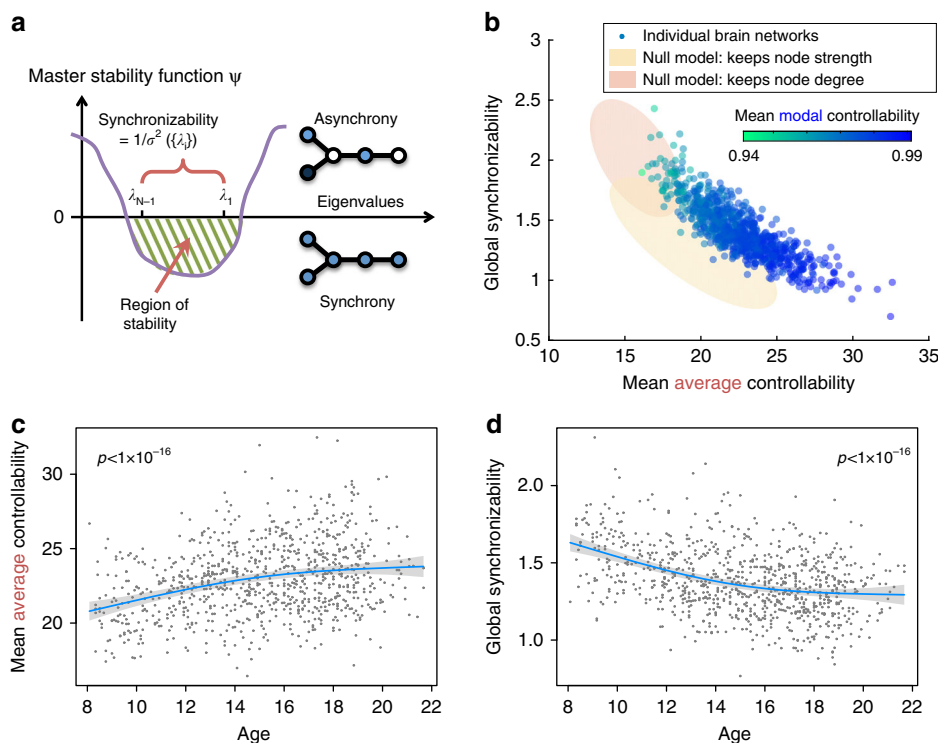 a
Master stability function ψ
Synchronizability
= 1/σ² ({λi})
λN−1
λ1
0
Region of
stability
Asynchrony
Eigenvalues
Synchrony
b
Individual brain networks
Null model: keeps node strength
Null model: keeps node degree
Mean modal controllability
0.94
0.99
Global synchronizability
3
2.5
2
1.5
1
0.5
10 15 20 25 30 35
Mean average controllability
c
p<1×10⁻¹⁶
Mean average controllability
30
25
20
8 10 12 14 16 18 20 22
Age
d
p<1×10⁻¹⁶
Global synchronizability
2.0
1.5
1.0
8 10 12 14 16 18 20 22
Age